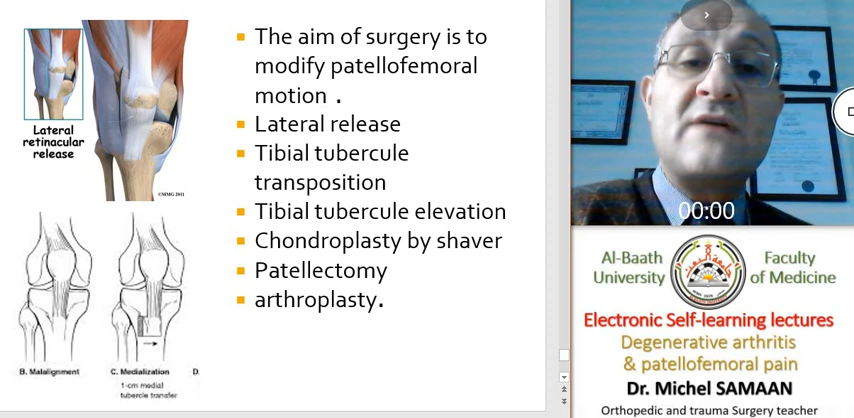 Lateral
retinacular
release
©MMG 2001
The aim of surgery is to
modify patellofemoral
motion .
Lateral release
Tibial tubercule
transposition
Tibial tubercule elevation
Chondroplasty by shaver
Patellectomy
arthroplasty.
B. Malalignment
C. Medialization
D.
1-cm medial
tubercle transfer
00:00
Al-Baath
University
Faculty
of Medicine
Electronic Self-learning lectures
Degenerative arthritis
& patellofemoral pain
Dr. Michel SAMAAN
Orthopedic and trauma Surgery teacher